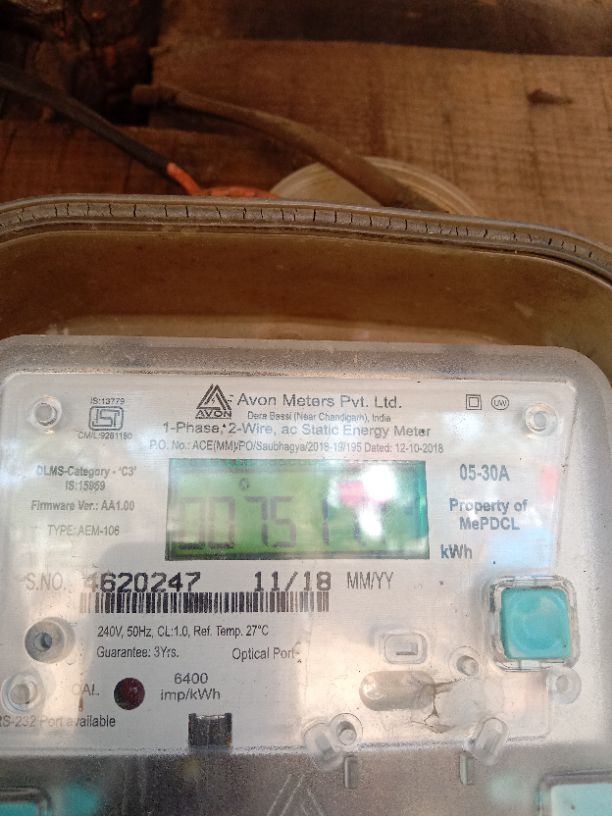 IS:13779
ISI
CM/L:9281180
AVON
Avon Meters Pvt. Ltd.
Dera Bassi (Near Chandigarh), India
1-Phase, 2-Wire, ac Static Energy Meter
P.O. No.: ACE(MM)/PO/Saubhagya/2018-19/195 Dated: 12-10-2018
UW
DLMS-Category - 'C3'
IS:15959
Firmware Ver.: AA1.00
TYPE: AEM-106
00751
05-30A
Property of
MePDCL
kWh
S.NO. 4620247 11/18 MM/YY
240V, 50Hz, CL:1.0, Ref. Temp. 27°C
Guarantee: 3Yrs. Optical Port
CAL 6400
imp/kWh
RS-232 Port available